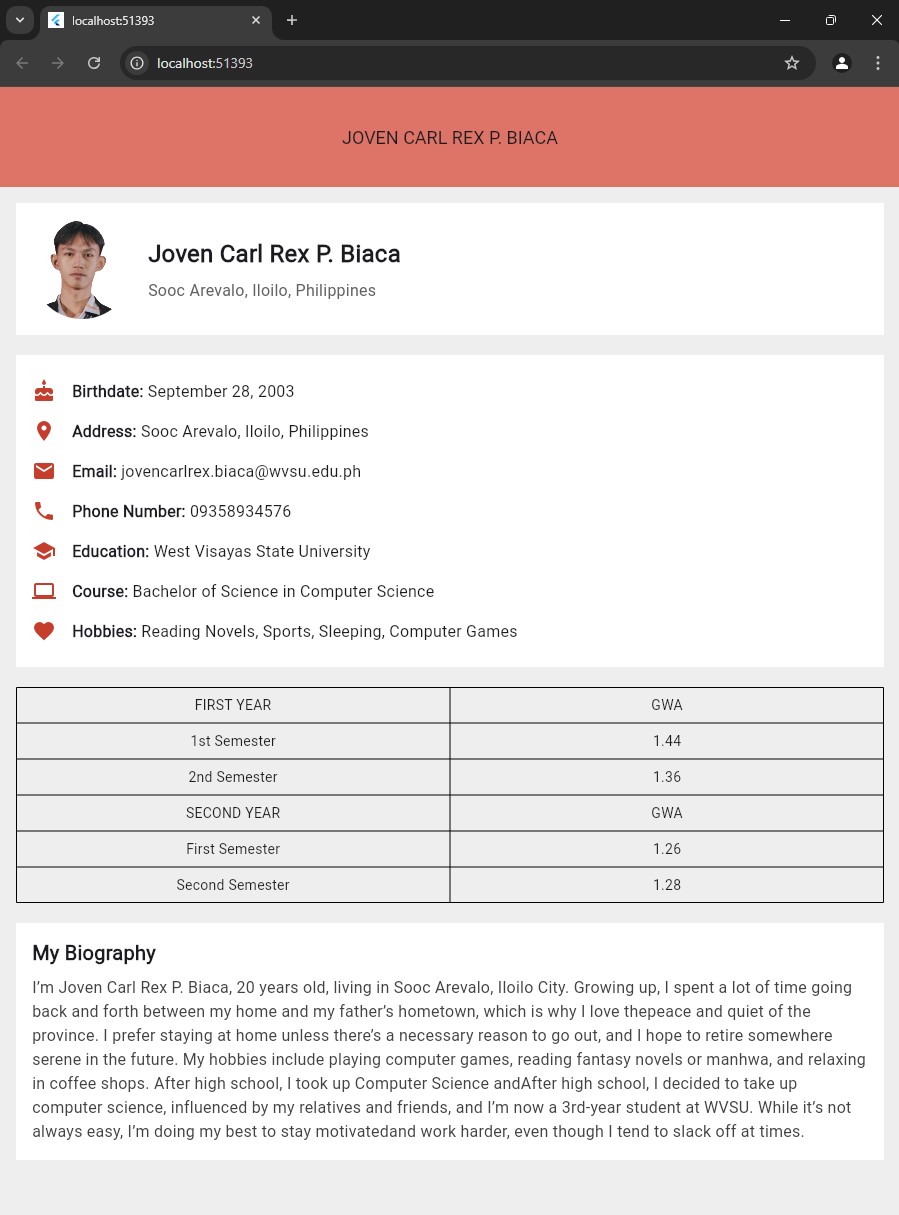 localhost:51393
localhost:51393
JOVEN CARL REX P. BIACA
Joven Carl Rex P. Biaca
Sooc Arevalo, Iloilo, Philippines
Birthdate: September 28, 2003
Address: Sooc Arevalo, Iloilo, Philippines
Email: jovencarlrex.biaca@wvsu.edu.ph
Phone Number: 09358934576
Education: West Visayas State University
Course: Bachelor of Science in Computer Science
Hobbies: Reading Novels, Sports, Sleeping, Computer Games
FIRST YEAR GWA
1st Semester 1.44
2nd Semester 1.36
SECOND YEAR GWA
First Semester 1.26
Second Semester 1.28
My Biography
I’m Joven Carl Rex P. Biaca, 20 years old, living in Sooc Arevalo, Iloilo City. Growing up, I spent a lot of time going
back and forth between my home and my father’s hometown, which is why I love thepeace and quiet of the
province. I prefer staying at home unless there’s a necessary reason to go out, and I hope to retire somewhere
serene in the future. My hobbies include playing computer games, reading fantasy novels or manhwa, and relaxing
in coffee shops. After high school, I took up Computer Science andAfter high school, I decided to take up
computer science, influenced by my relatives and friends, and I’m now a 3rd-year student at WVSU. While it’s not
always easy, I’m doing my best to stay motivatedand work harder, even though I tend to slack off at times.